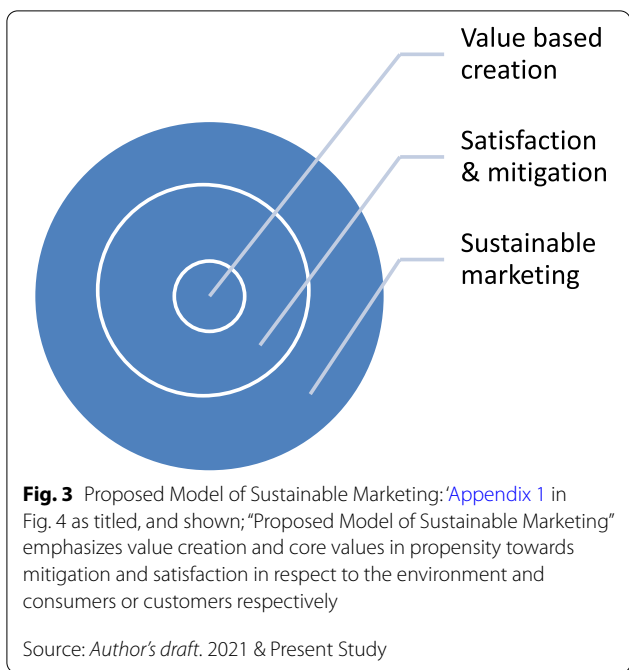 Value based
creation
Satisfaction
& mitigation
Sustainable
marketing
Fig. 3 Proposed Model of Sustainable Marketing: ‘Appendix 1 in
Fig. 4 as titled, and shown; “Proposed Model of Sustainable Marketing”
emphasizes value creation and core values in propensity towards
mitigation and satisfaction in respect to the environment and
consumers or customers respectively
Source: Author’s draft. 2021 & Present Study